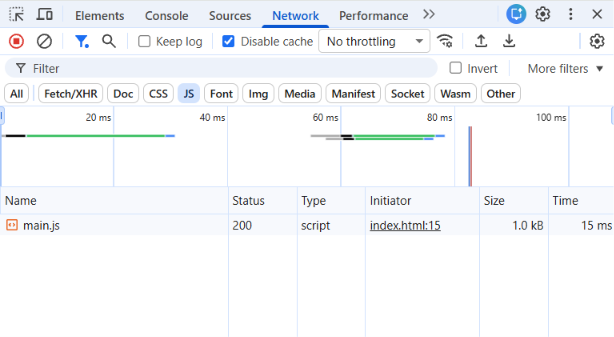 Elements Console Sources Network Performance
Keep log Disable cache No throttling
Filter Invert More filters
All Fetch/XHR Doc CSS JS Font Img Media Manifest Socket Wasm Other
20 ms 40 ms 60 ms 80 ms 100 ms
Name Status Type Initiator Size Time
main.js 200 script index.html:15 1.0 kB 15 ms